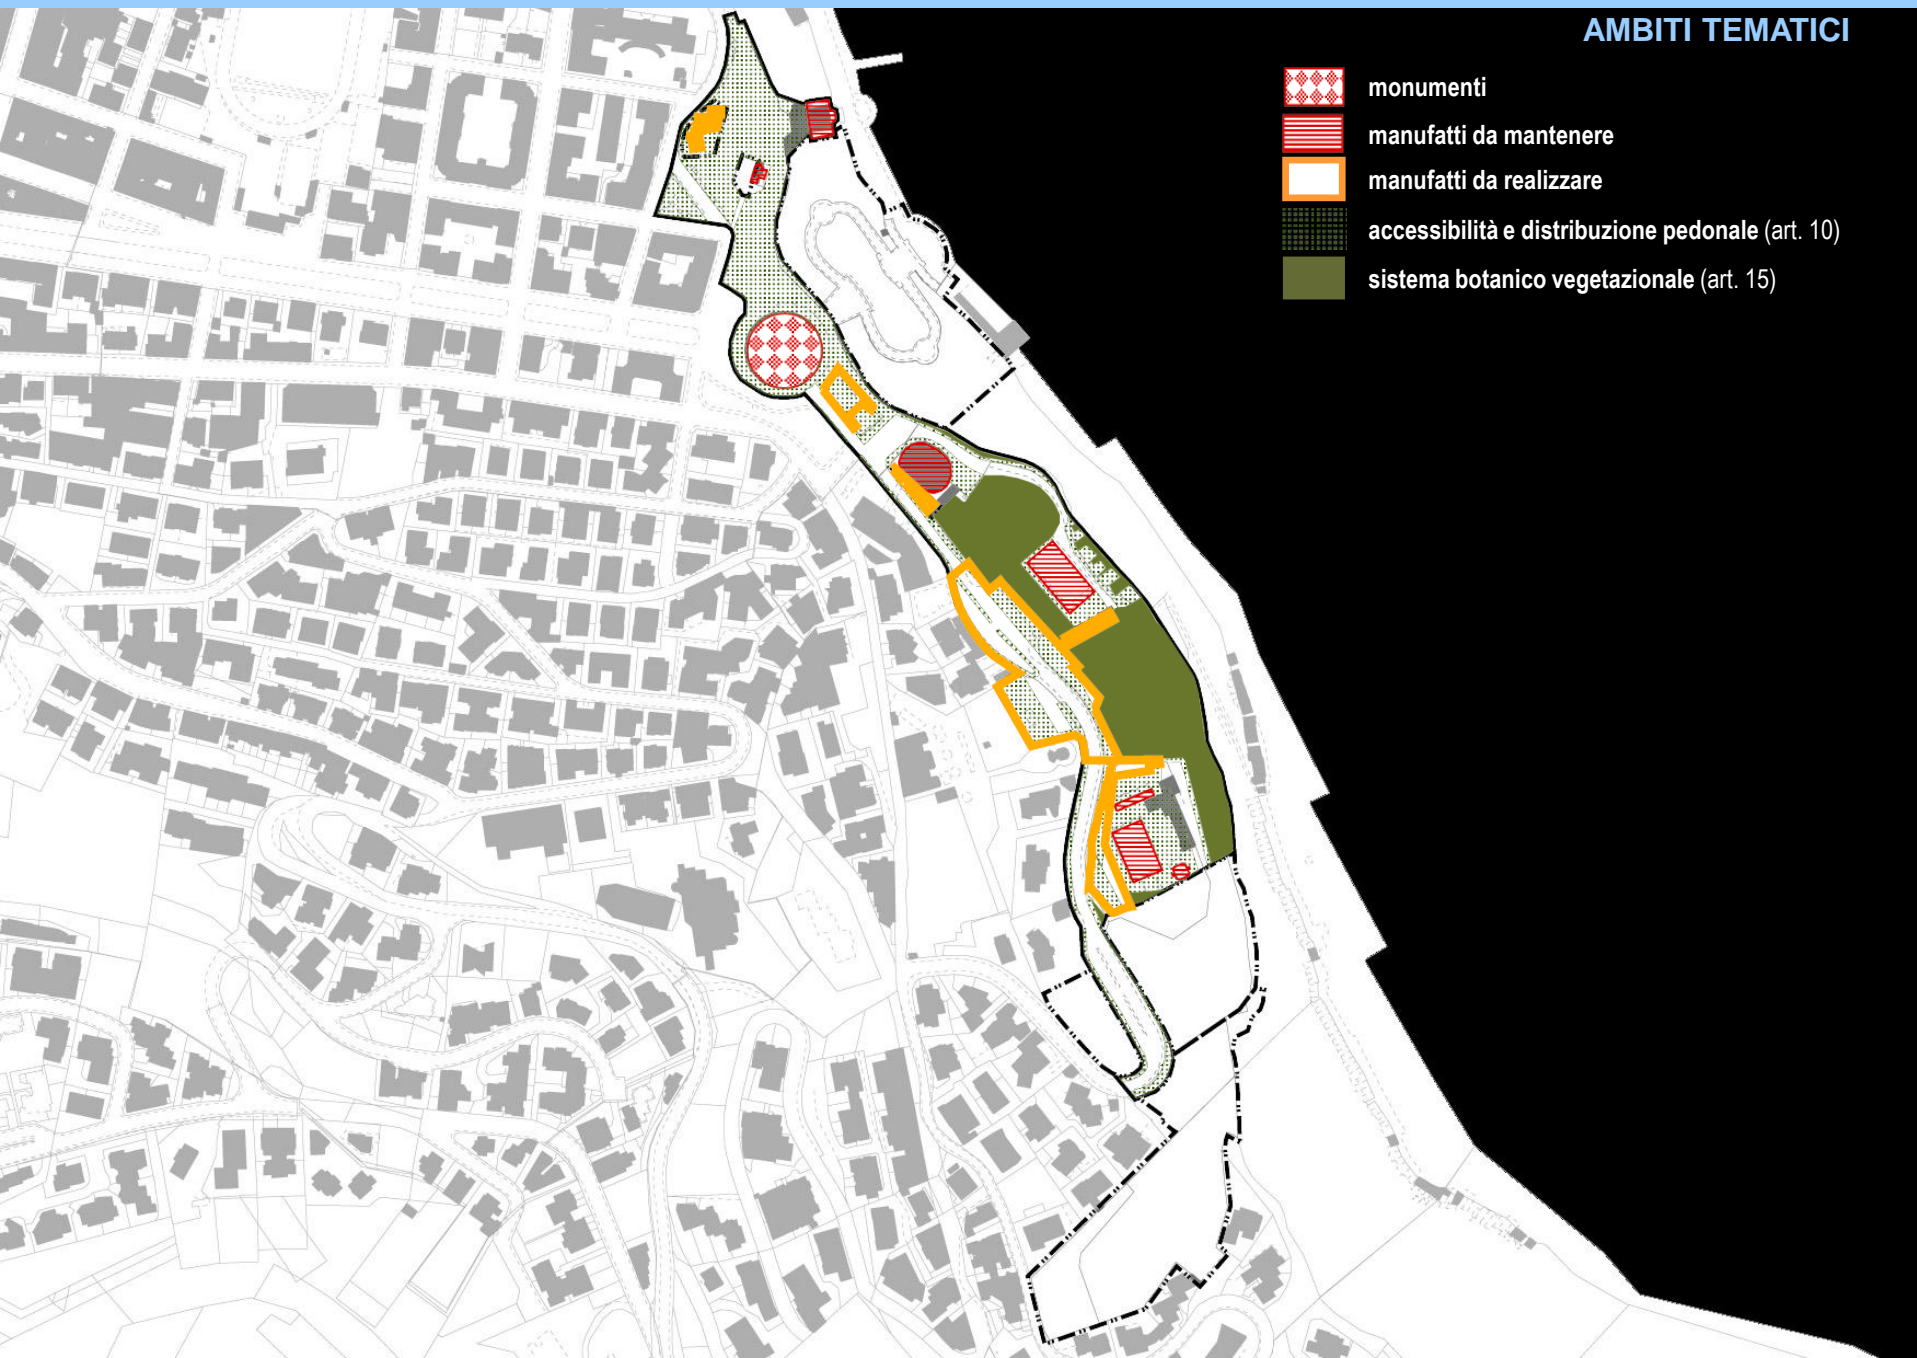 AMBITI TEMATICI
monumenti
manufatti da mantenere
manufatti da realizzare
accessibilità e distribuzione pedonale (art. 10)
sistema botanico vegetazionale (art. 15)